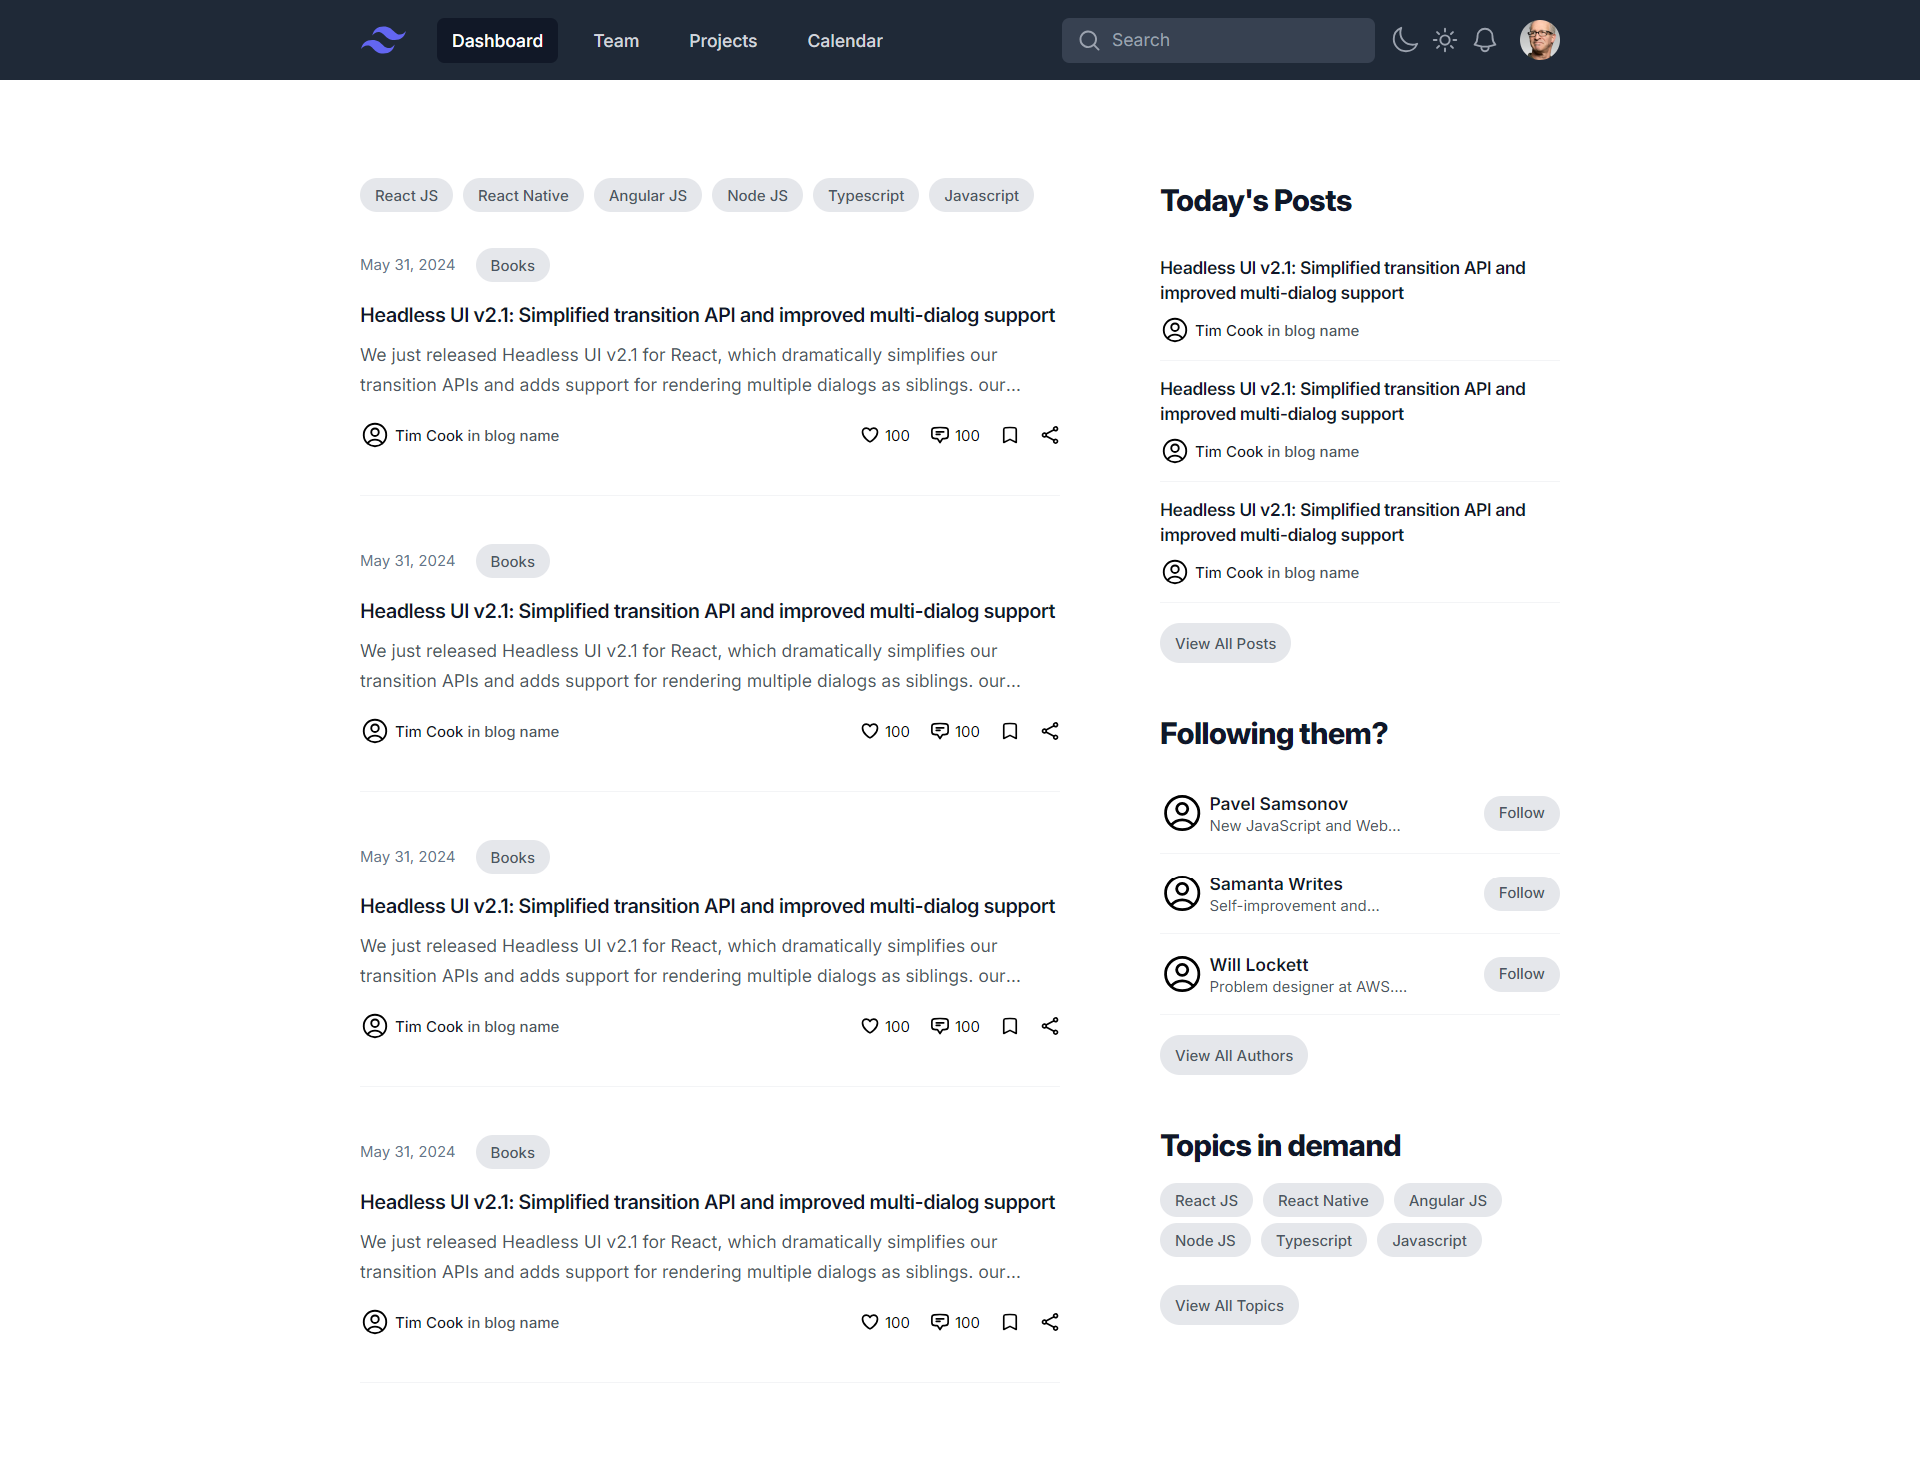 Dashboard
Team
Projects
Calendar
Search
React JS
React Native
Angular JS
Node JS
Typescript
Javascript
May 31, 2024
Books
Headless UI v2.1: Simplified transition API and improved multi-dialog support
We just released Headless UI v2.1 for React, which dramatically simplifies our
transition APIs and adds support for rendering multiple dialogs as siblings. our...
Tim Cook in blog name
100
100
May 31, 2024
Books
Headless UI v2.1: Simplified transition API and improved multi-dialog support
We just released Headless UI v2.1 for React, which dramatically simplifies our
transition APIs and adds support for rendering multiple dialogs as siblings. our...
Tim Cook in blog name
100
100
May 31, 2024
Books
Headless UI v2.1: Simplified transition API and improved multi-dialog support
We just released Headless UI v2.1 for React, which dramatically simplifies our
transition APIs and adds support for rendering multiple dialogs as siblings. our...
Tim Cook in blog name
100
100
May 31, 2024
Books
Headless UI v2.1: Simplified transition API and improved multi-dialog support
We just released Headless UI v2.1 for React, which dramatically simplifies our
transition APIs and adds support for rendering multiple dialogs as siblings. our...
Tim Cook in blog name
100
100
Today's Posts
Headless UI v2.1: Simplified transition API and
improved multi-dialog support
Tim Cook in blog name
Headless UI v2.1: Simplified transition API and
improved multi-dialog support
Tim Cook in blog name
Headless UI v2.1: Simplified transition API and
improved multi-dialog support
Tim Cook in blog name
View All Posts
Following them?
Pavel Samsonov
New JavaScript and Web...
Follow
Samanta Writes
Self-improvement and...
Follow
Will Lockett
Problem designer at AWS....
Follow
View All Authors
Topics in demand
React JS
React Native
Angular JS
Node JS
Typescript
Javascript
View All Topics